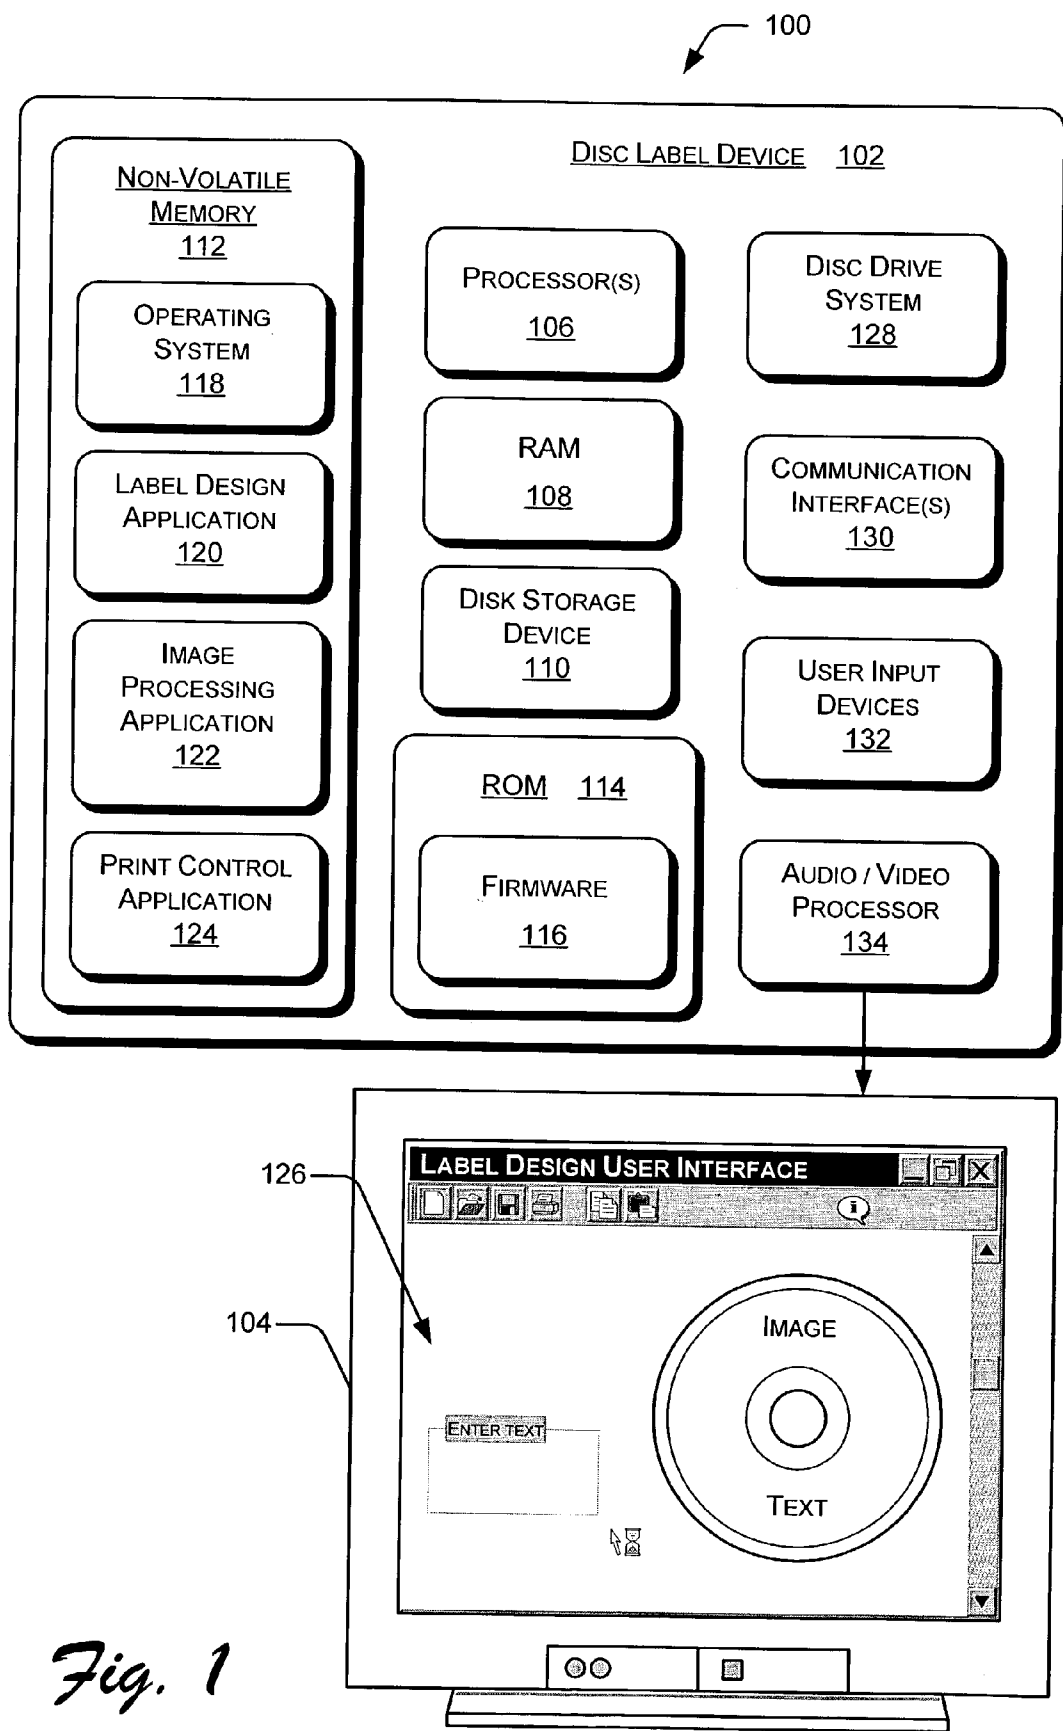 100
DISC LABEL DEVICE 102
NON-VOLATILE
MEMORY
112
OPERATING
SYSTEM
118
LABEL DESIGN
APPLICATION
120
IMAGE
PROCESSING
APPLICATION
122
PRINT CONTROL
APPLICATION
124
PROCESSOR(S)
106
RAM
108
DISK STORAGE
DEVICE
110
ROM 114
FIRMWARE
116
DISC DRIVE
SYSTEM
128
COMMUNICATION
INTERFACE(S)
130
USER INPUT
DEVICES
132
AUDIO / VIDEO
PROCESSOR
134
126
104
LABEL DESIGN USER INTERFACE
i
IMAGE
ENTER TEXT
TEXT
Fig. 1